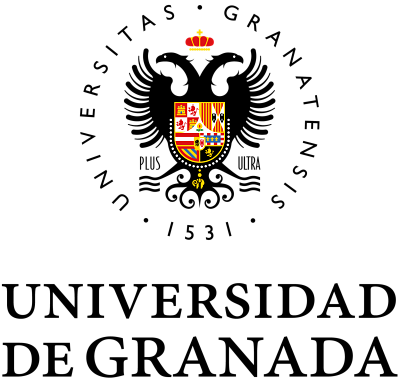 UNIVERSITAS · GRANATENSIS · 1531 ·
PLUS ULTRA
UNIVERSIDAD
DE GRANADA